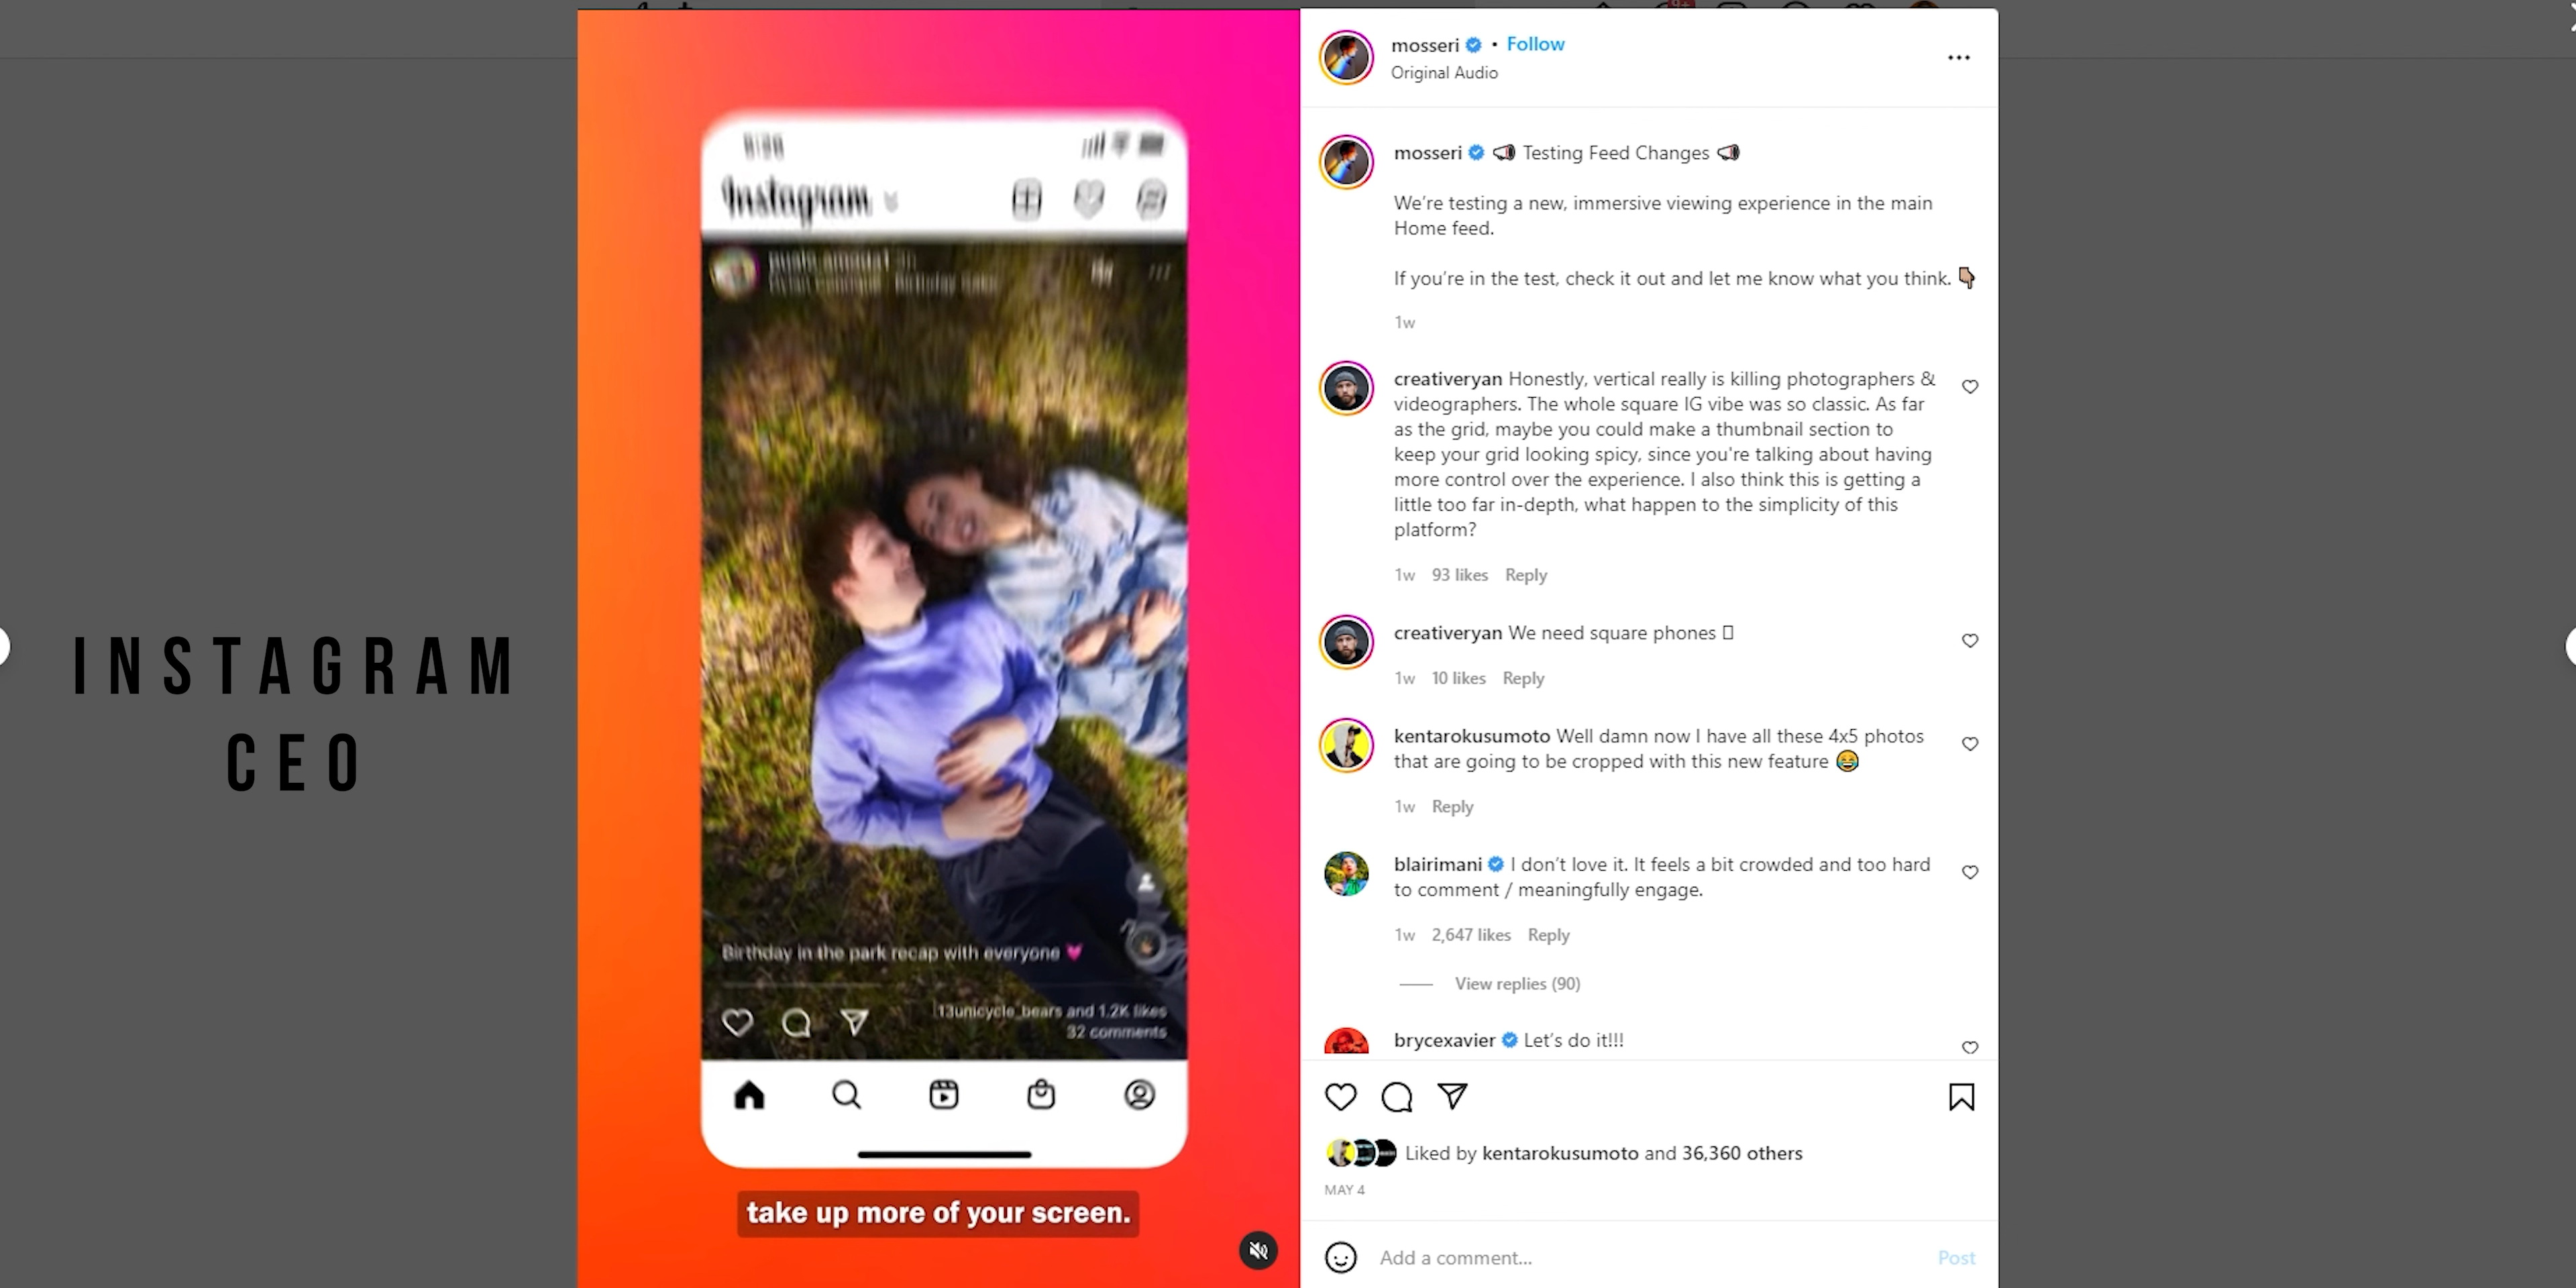 INSTAGRAM
CEO
Instagram
Birthday in the park recap with everyone 💓
13unicycle_bears and 1.2K likes
32 comments
take up more of your screen.
mosseri • Follow
Original Audio
mosseri 📣 Testing Feed Changes 📣
We're testing a new, immersive viewing experience in the main
Home feed.
If you're in the test, check it out and let me know what you think. 👇🏽
1w
creativeryan Honestly, vertical really is killing photographers &
videographers. The whole square IG vibe was so classic. As far
as the grid, maybe you could make a thumbnail section to
keep your grid looking spicy, since you're talking about having
more control over the experience. I also think this is getting a
little too far in-depth, what happen to the simplicity of this
platform?
1w 93 likes Reply
creativeryan We need square phones ▯
1w 10 likes Reply
kentarokusumoto Well damn now I have all these 4x5 photos
that are going to be cropped with this new feature 😂
1w Reply
blairimani I don't love it. It feels a bit crowded and too hard
to comment / meaningfully engage.
1w 2,647 likes Reply
View replies (90)
brycexavier Let's do it!!!
Liked by kentarokusumoto and 36,360 others
MAY 4
Add a comment... Post